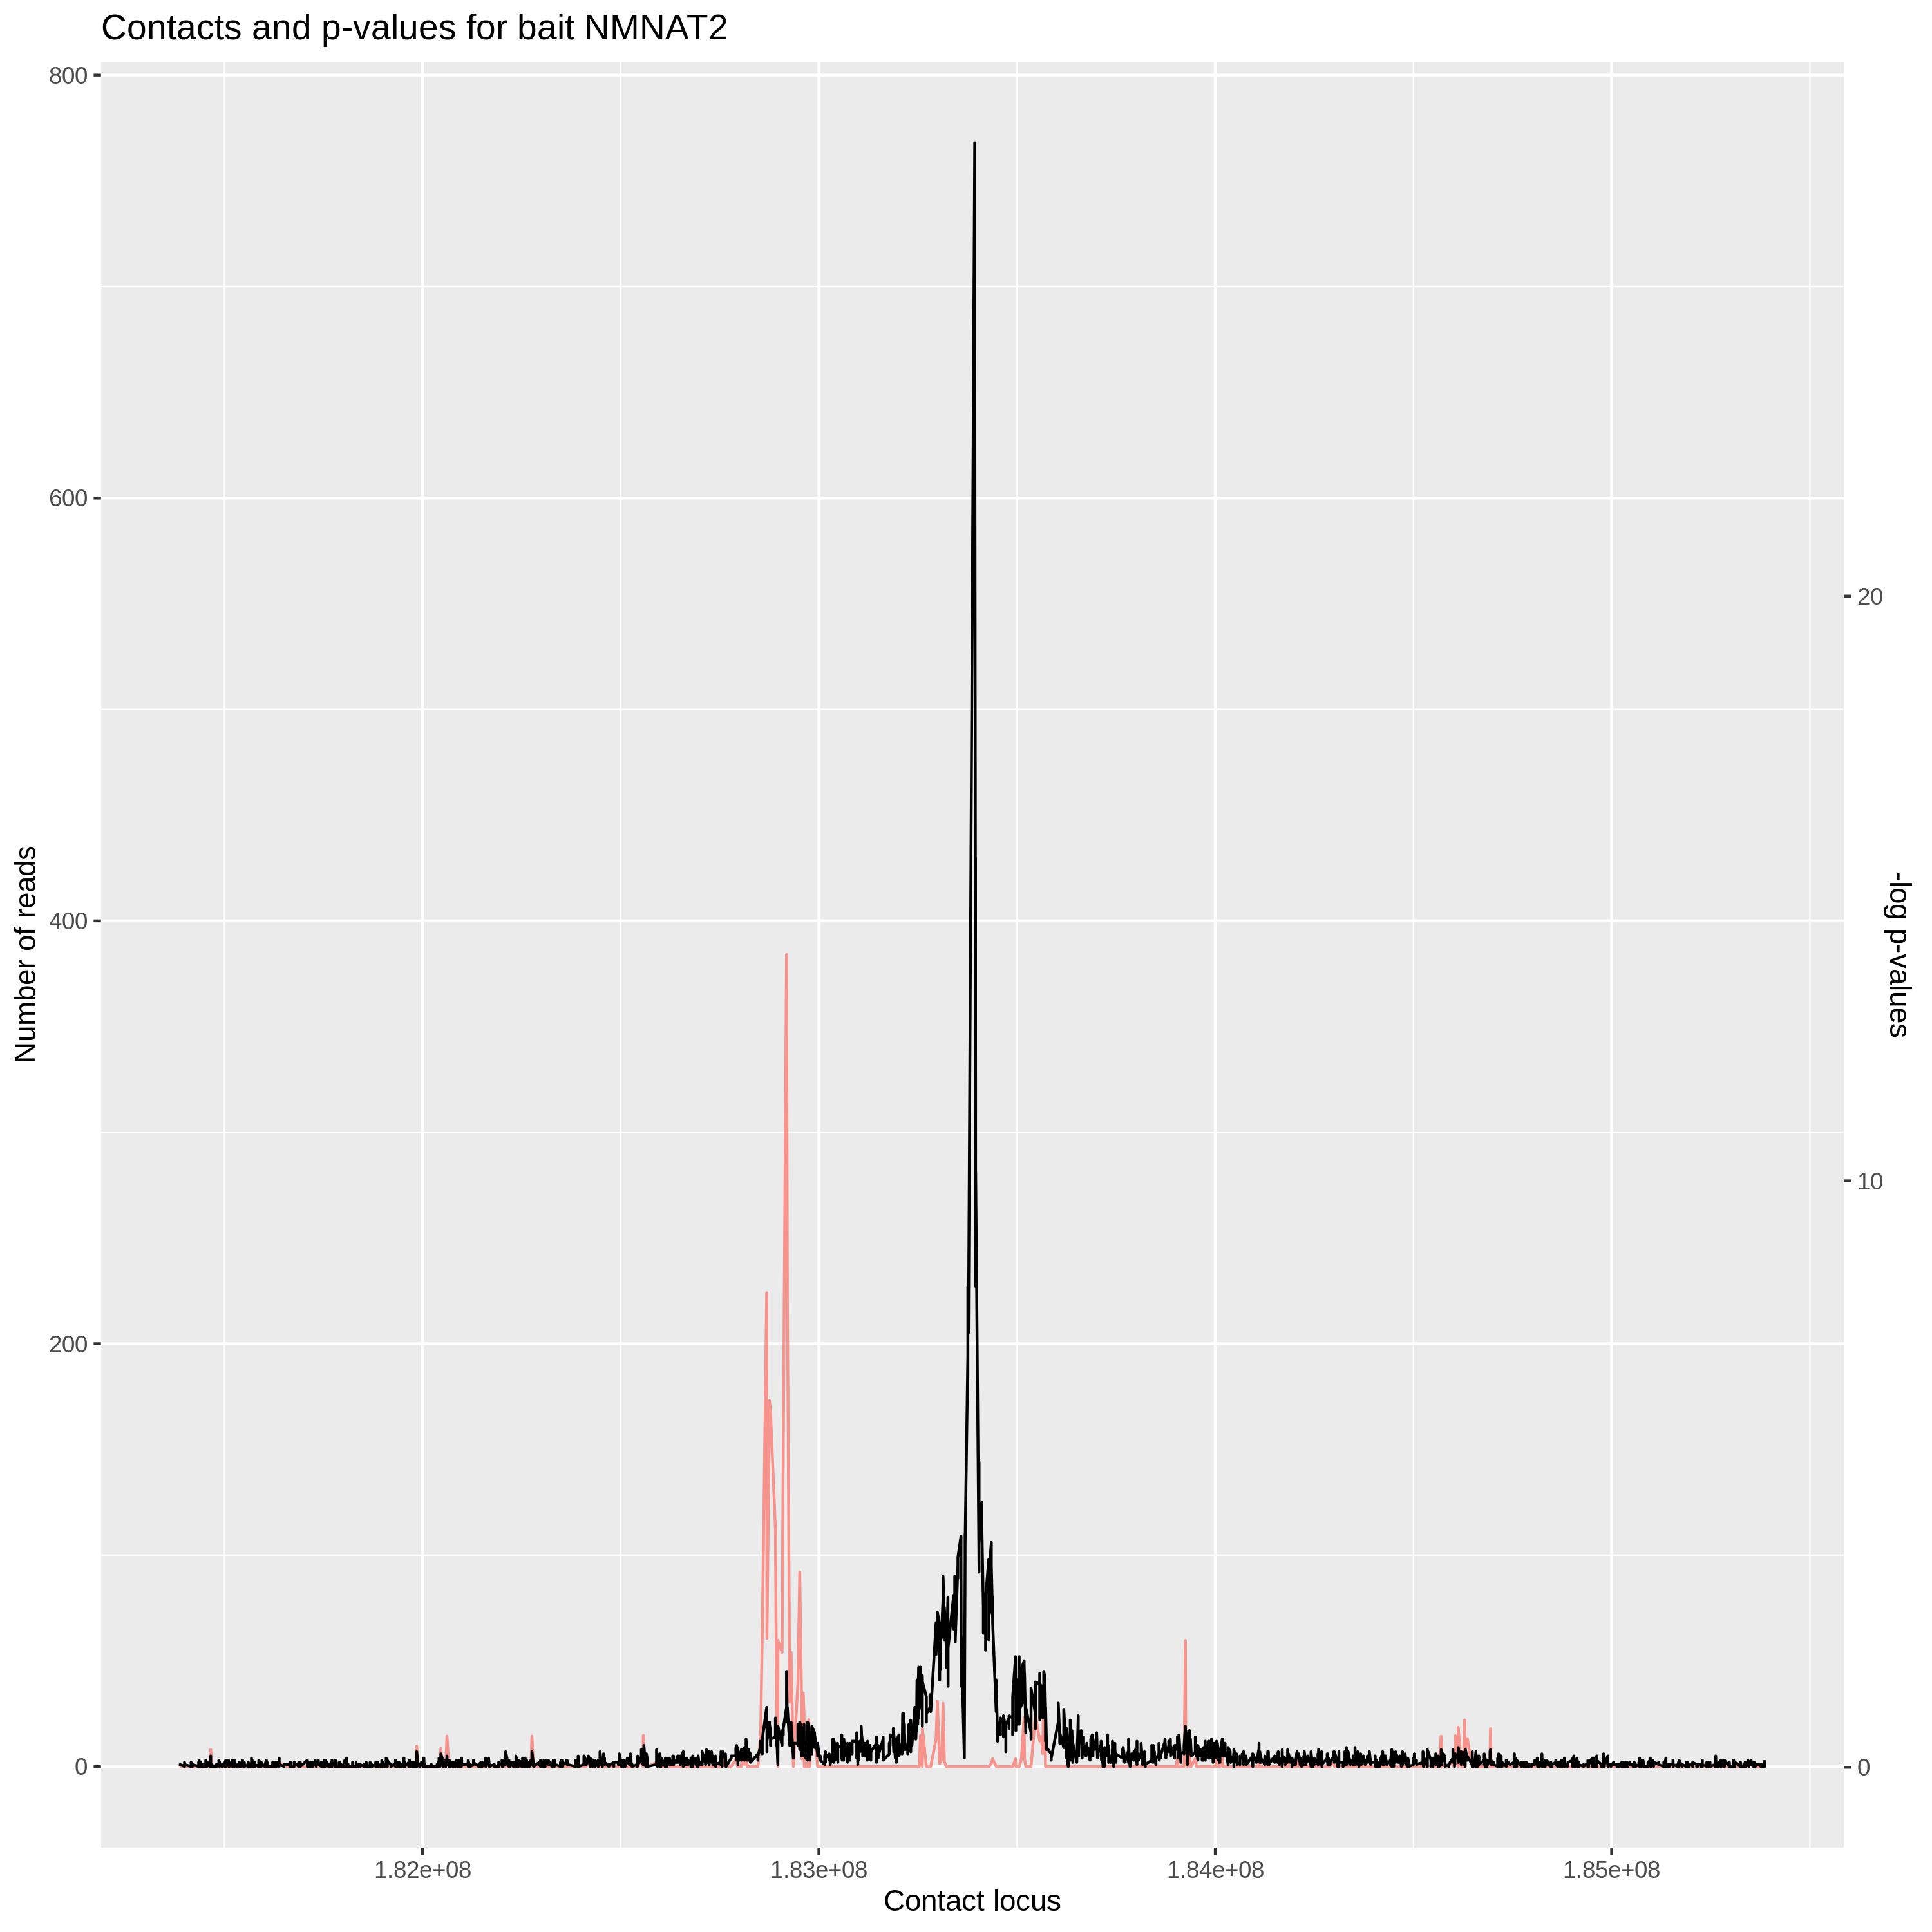 Contacts and p-values for bait NMNAT2
800
600
400
200
0
Number of reads
20
10
0
-log p-values
1.82e+08
1.83e+08
1.84e+08
1.85e+08
Contact locus